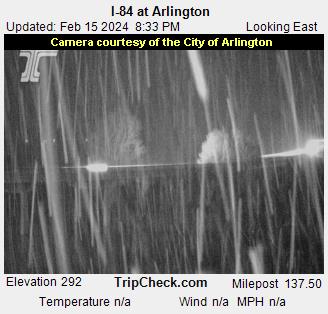 I-84 at Arlington
Updated: Feb 15 2024 8:33 PM Looking East
Camera courtesy of the City of Arlington
Elevation 292 TripCheck.com Milepost 137.50
Temperature n/a Wind n/a MPH n/a